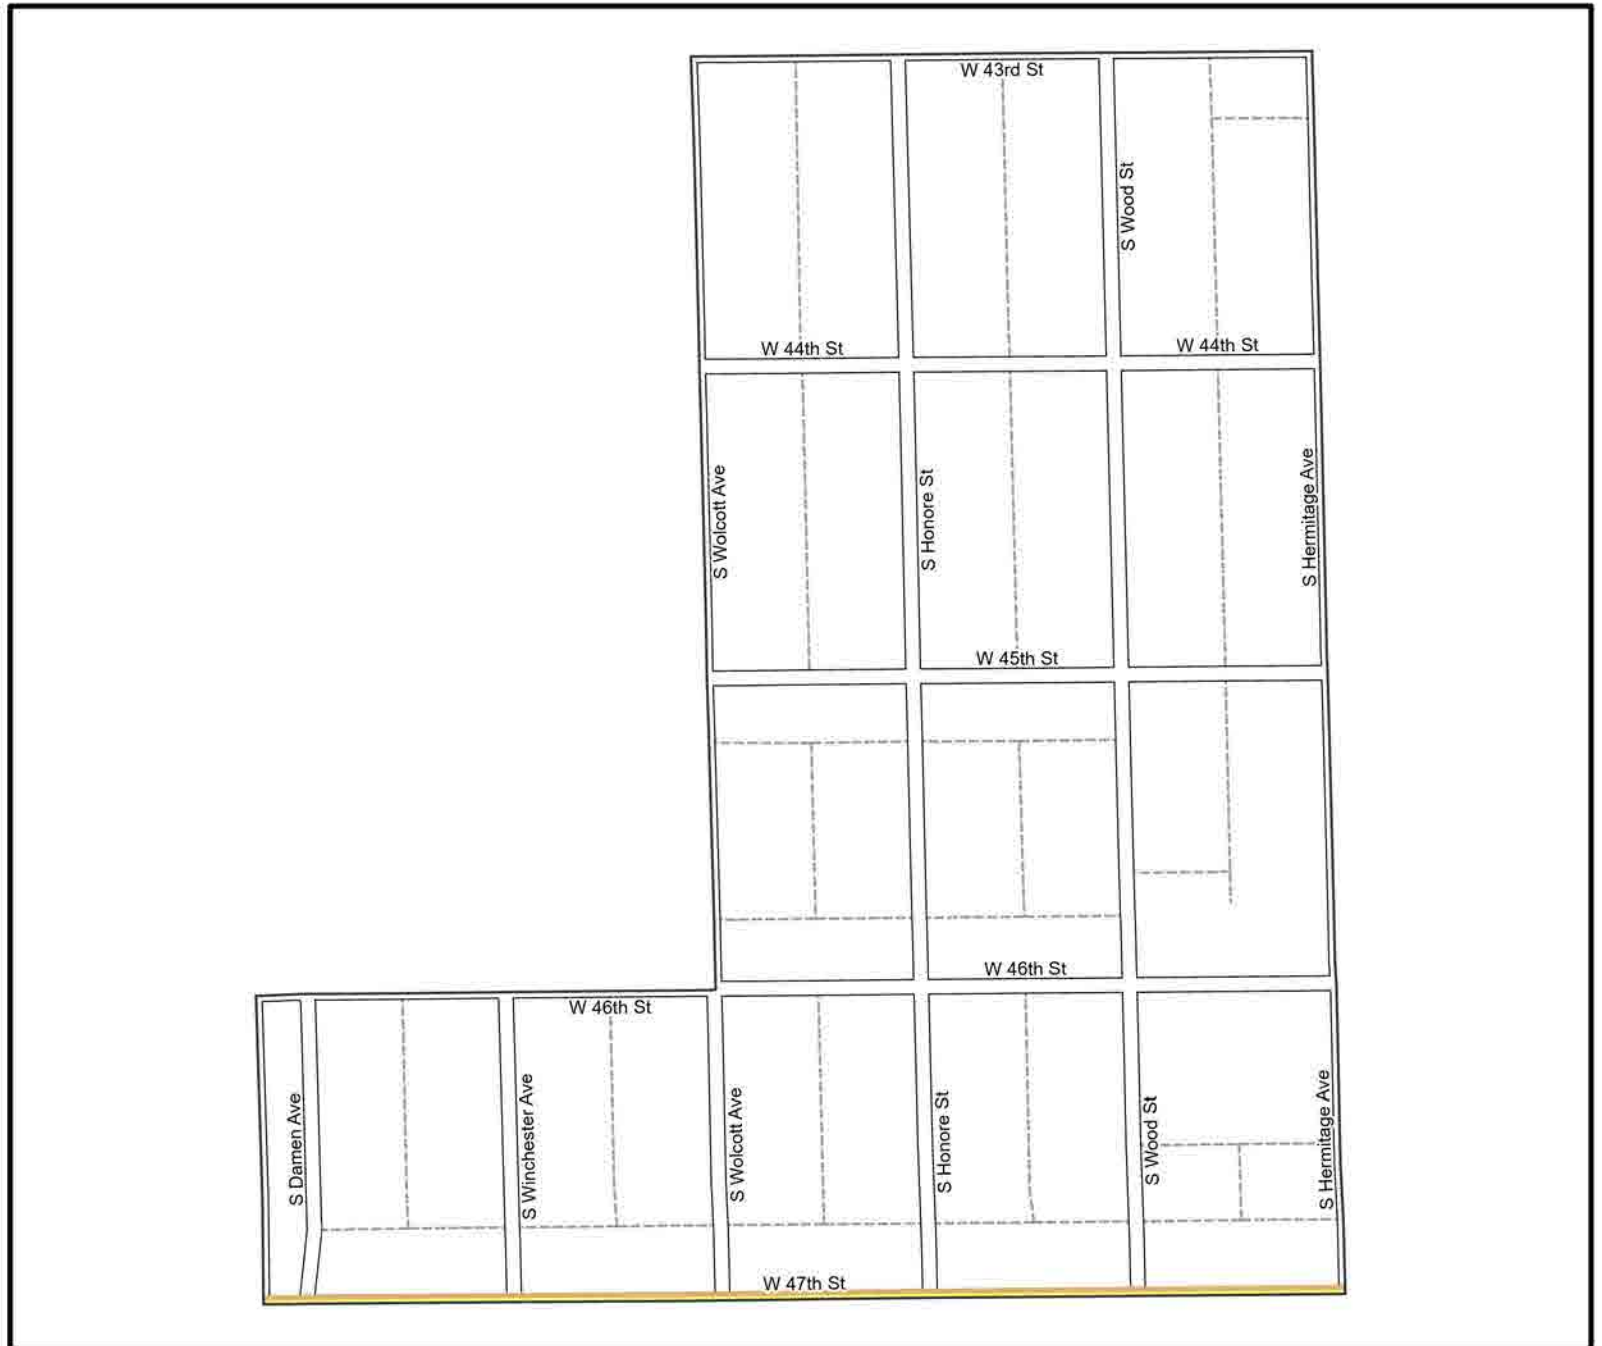 W 43rd St
S Wood St
W 44th St
W 44th St
S Wolcott Ave
S Honore St
S Hermitage Ave
W 45th St
W 46th St
W 46th St
S Damen Ave
S Winchester Ave
S Wolcott Ave
S Honore St
S Wood St
S Hermitage Ave
W 47th St